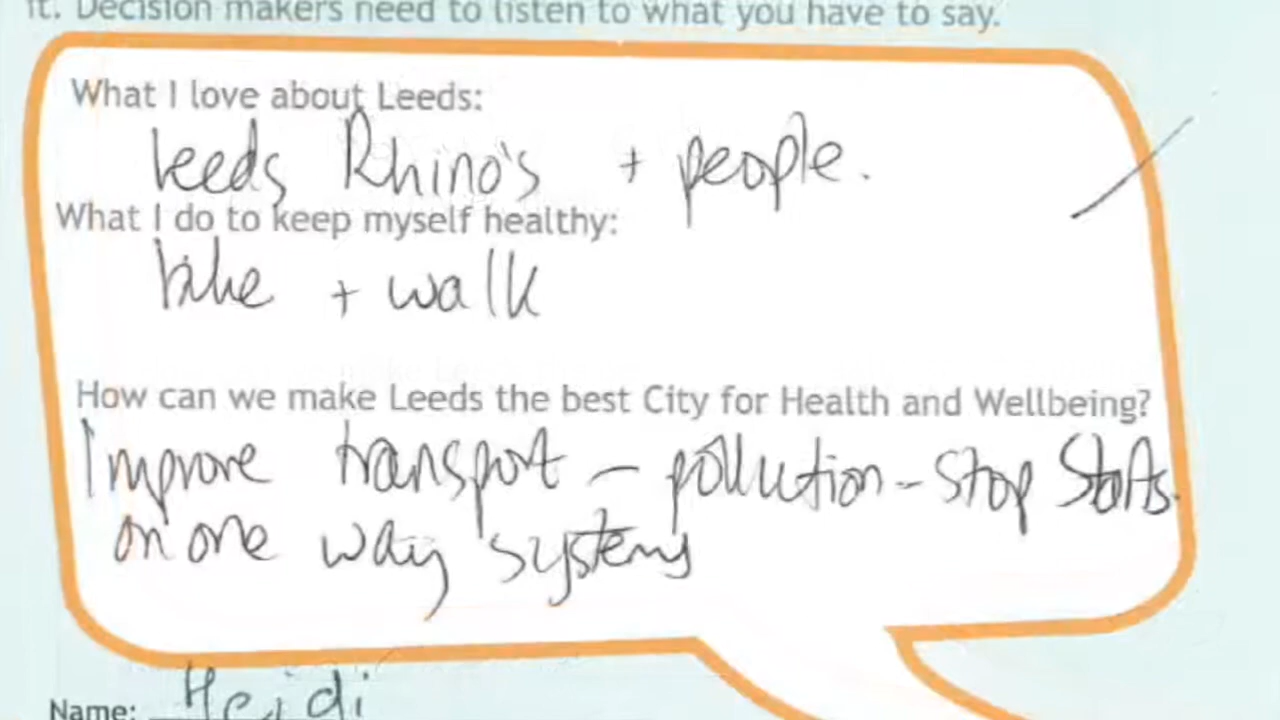 it. Decision makers need to listen to what you have to say.
What I love about Leeds:
Leeds Rhino's + people.
What I do to keep myself healthy:
bike + walk
How can we make Leeds the best City for Health and Wellbeing?
Improve transport - pollution - stop starts
on one way systems
Name: Heidi